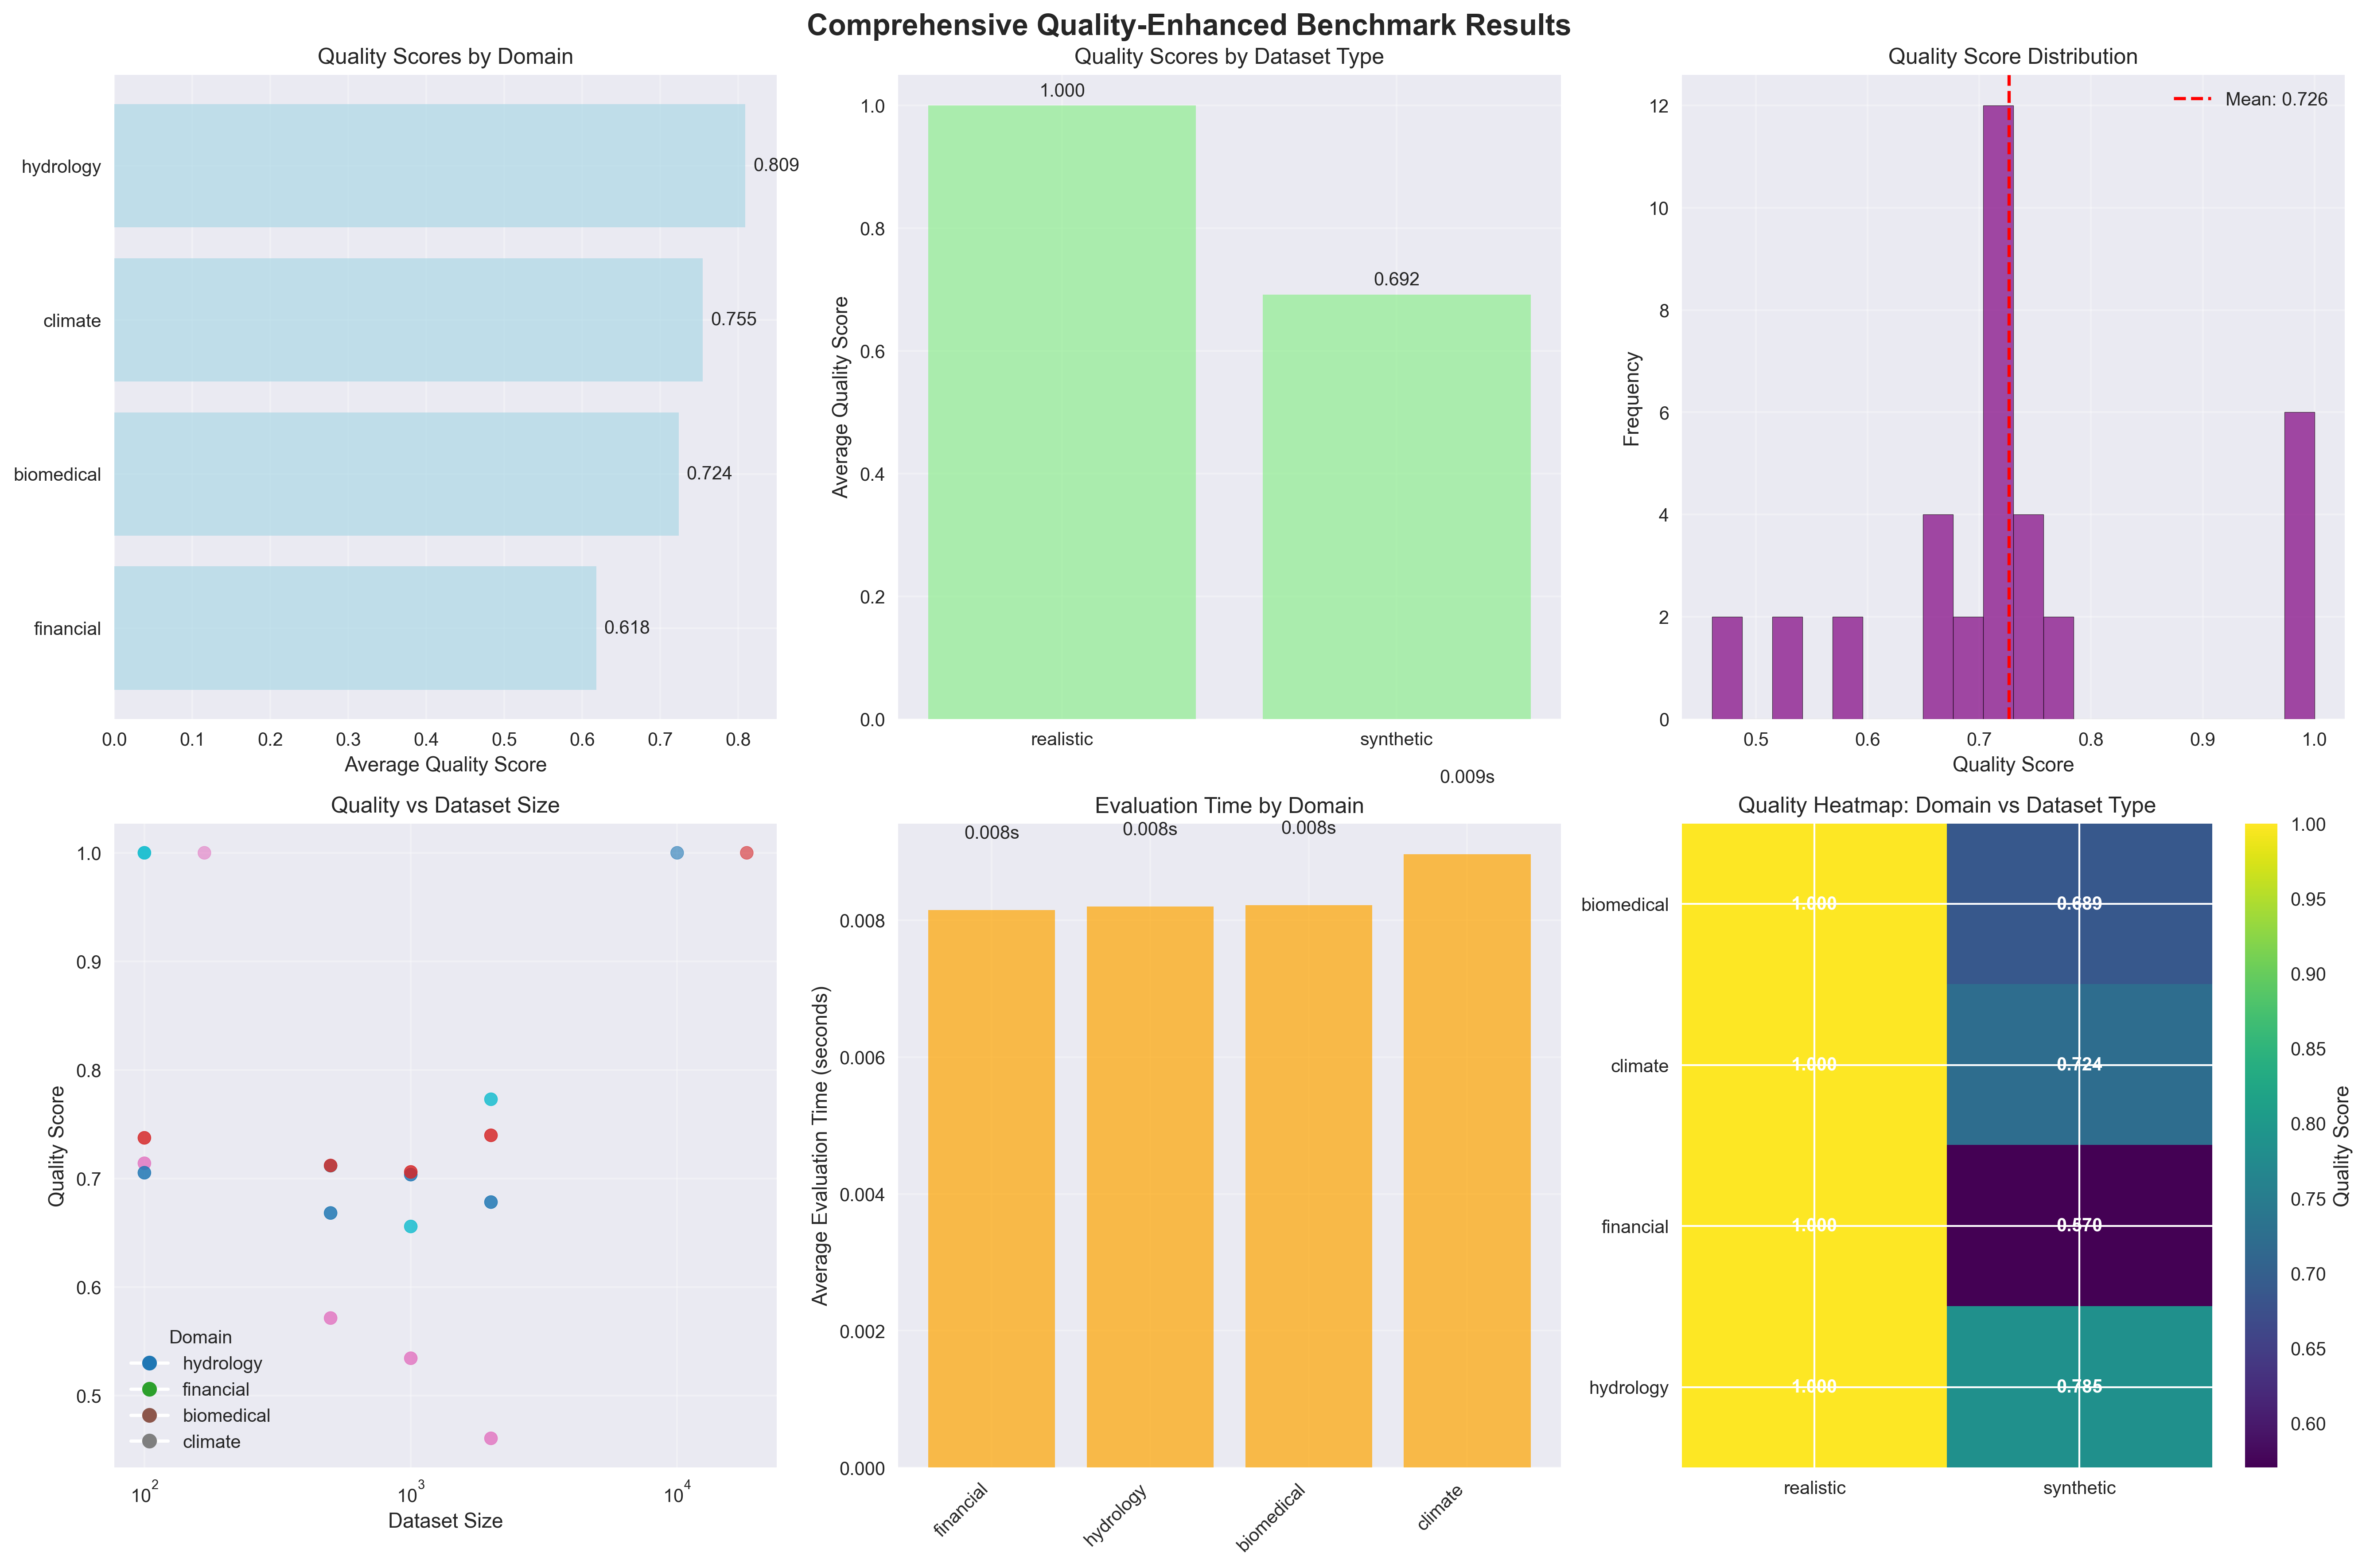 Comprehensive Quality-Enhanced Benchmark Results
Quality Scores by Domain
hydrology
climate
biomedical
financial
0.809
0.755
0.724
0.618
0.0 0.1 0.2 0.3 0.4 0.5 0.6 0.7 0.8
Average Quality Score
Quality Scores by Dataset Type
Average Quality Score
1.0
0.8
0.6
0.4
0.2
0.0
1.000
0.692
realistic synthetic
Quality Score Distribution
Frequency
12
10
8
6
4
2
0
Mean: 0.726
0.5 0.6 0.7 0.8 0.9 1.0
Quality Score
Quality vs Dataset Size
Quality Score
1.0
0.9
0.8
0.7
0.6
0.5
Domain
hydrology
financial
biomedical
climate
10² 10³ 10⁴
Dataset Size
Evaluation Time by Domain
Average Evaluation Time (seconds)
0.008
0.006
0.004
0.002
0.000
0.008s
0.008s
0.008s
0.009s
financial
hydrology
biomedical
climate
Quality Heatmap: Domain vs Dataset Type
biomedical
climate
financial
hydrology
1.000 0.689
1.000 0.724
1.000 0.570
1.000 0.785
realistic synthetic
1.00
0.95
0.90
0.85
0.80
0.75
0.70
0.65
0.60
Quality Score